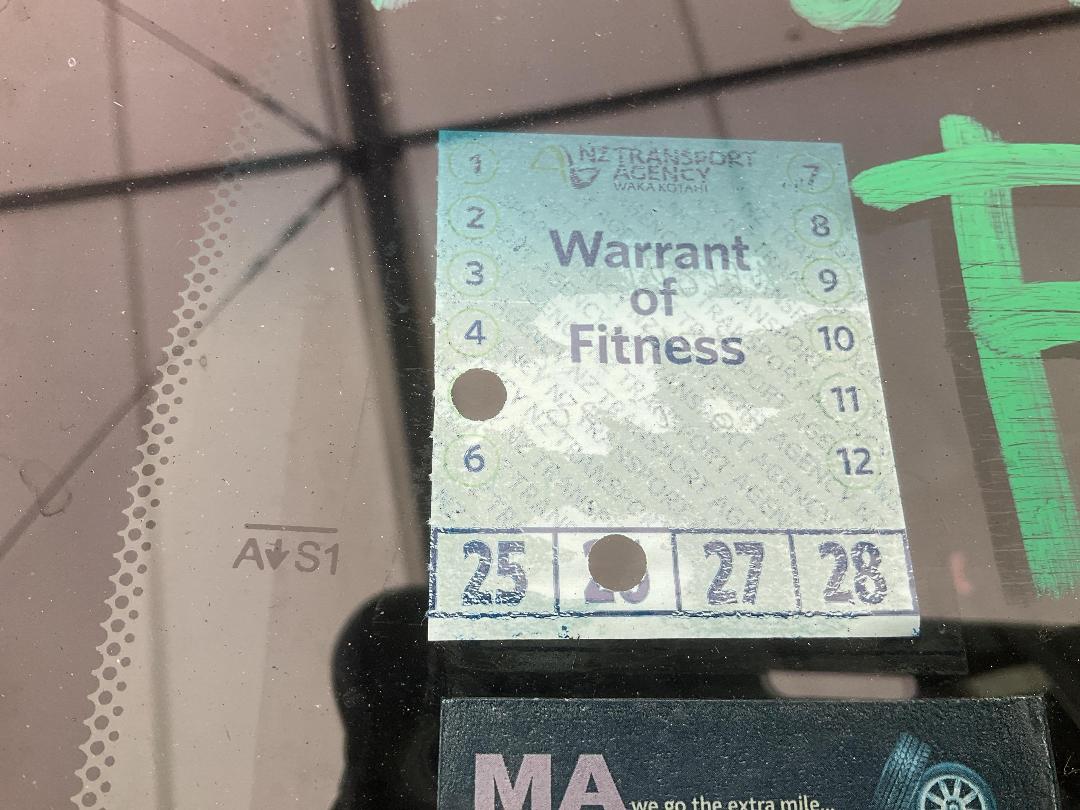 1
NZ TRANSPORT
AGENCY
WAKA KOTAHI
7
2
8
Warrant
of
Fitness
3
9
4
10
11
6
12
25
27
28
A↓S1
MA
we go the extra mile...